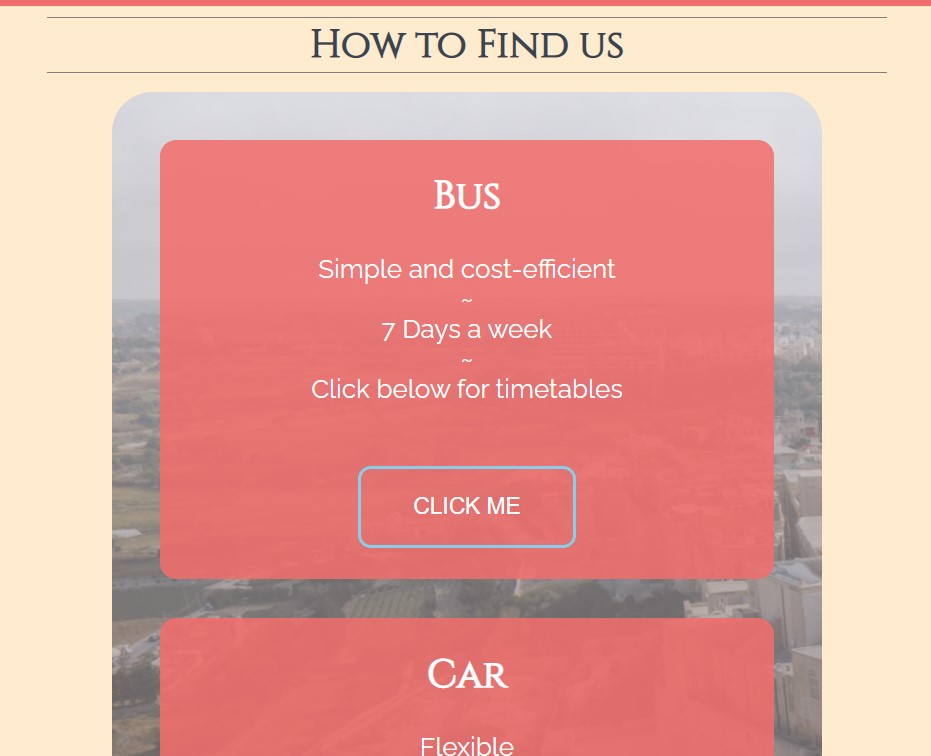 How to Find us
Bus
Simple and cost-efficient
~
7 Days a week
~
Click below for timetables
CLICK ME
Car
Flexible